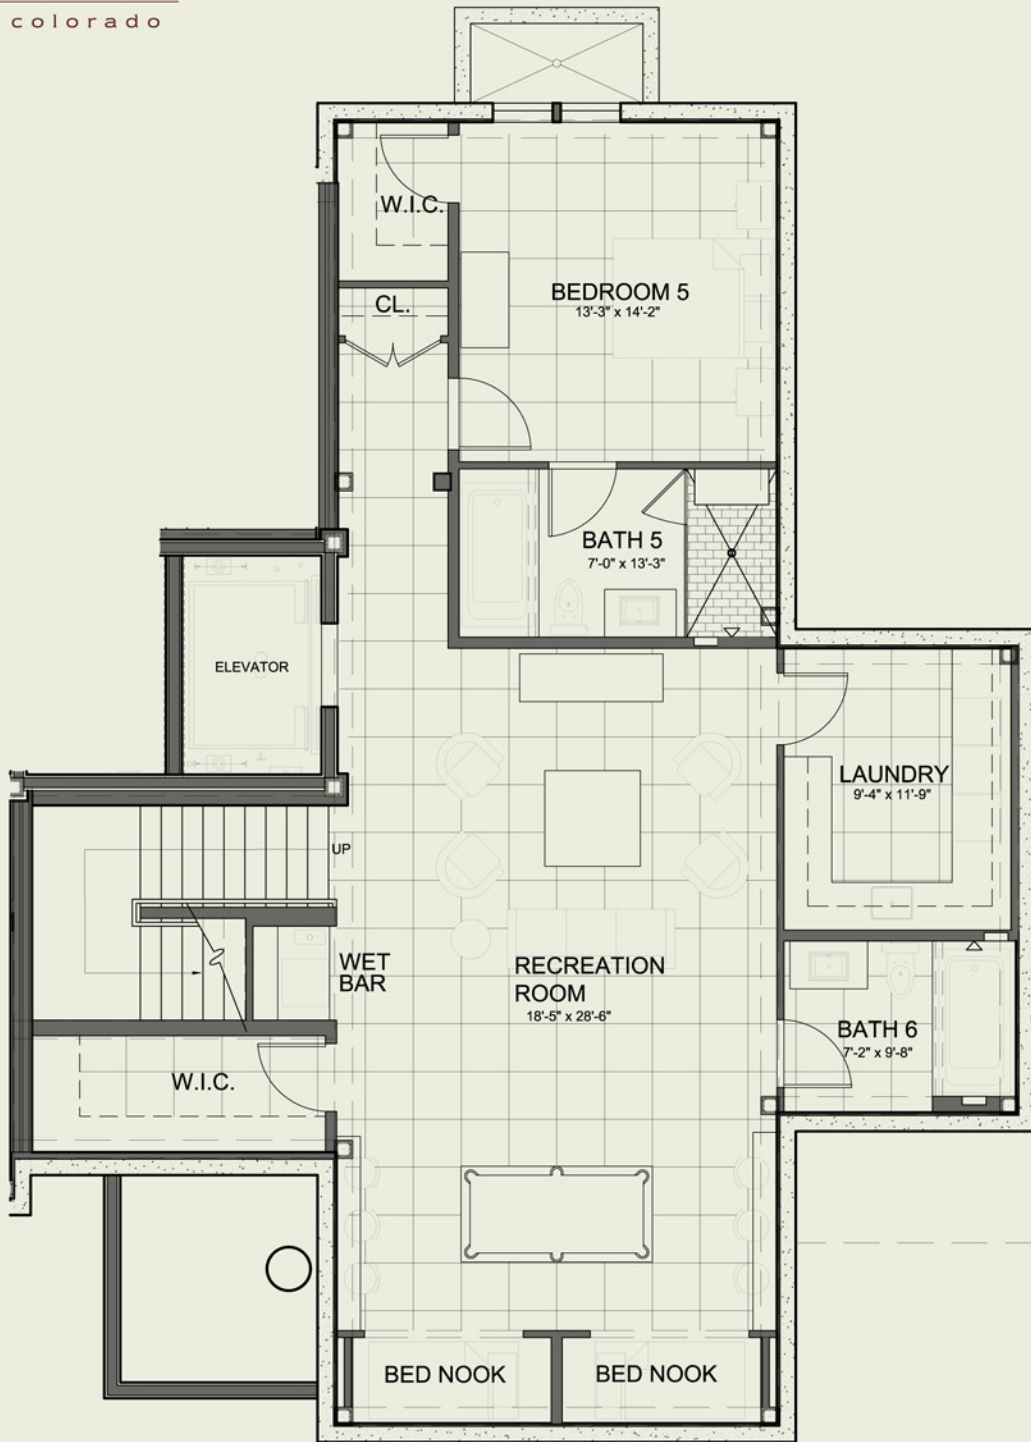 colorado
W.I.C.
CL.
BEDROOM 5
13'-3" x 14'-2"
BATH 5
7'-0" x 13'-3"
ELEVATOR
LAUNDRY
9'-4" x 11'-9"
UP
WET
BAR
RECREATION
ROOM
18'-5" x 28'-6"
BATH 6
7'-2" x 9'-8"
W.I.C.
BED NOOK
BED NOOK